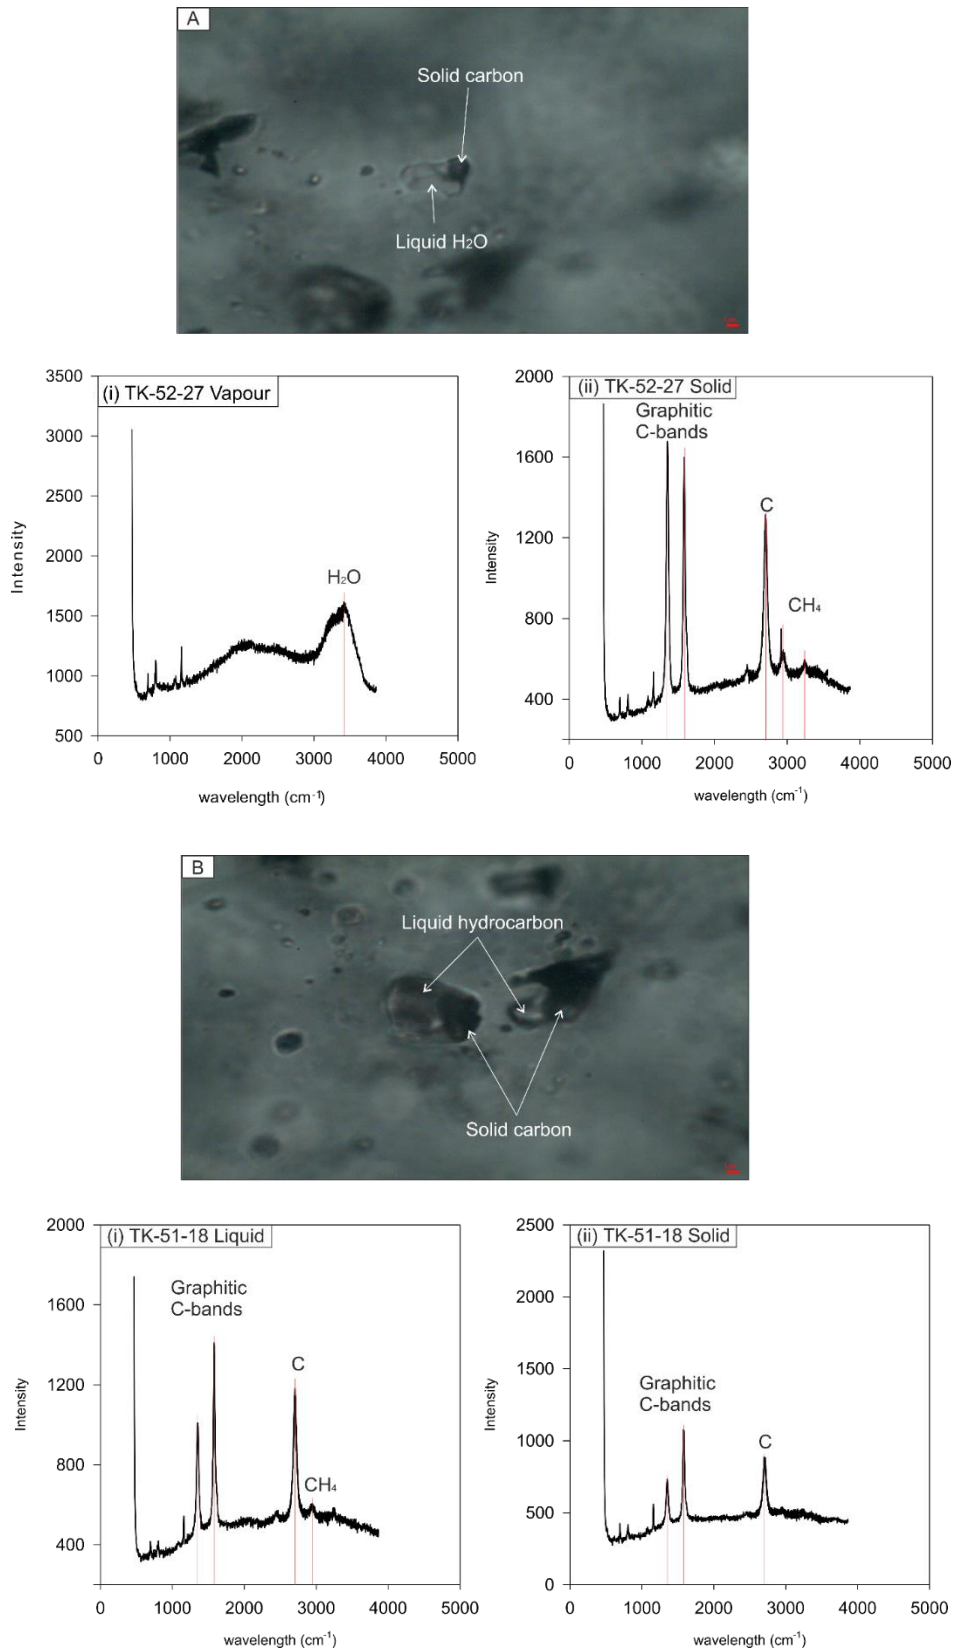 A
Solid carbon
Liquid H₂O
(i) TK-52-27 Vapour
3500
3000
2500
2000
1500
1000
500
Intensity
H₂O
0 1000 2000 3000 4000 5000
wavelength (cm⁻¹)
(ii) TK-52-27 Solid
Graphitic
C-bands
2000
1600
1200
800
400
Intensity
C
CH₄
0 1000 2000 3000 4000 5000
wavelength (cm⁻¹)
B
Liquid hydrocarbon
Solid carbon
(i) TK-51-18 Liquid
2000
1600
1200
800
400
Intensity
Graphitic
C-bands
C
CH₄
0 1000 2000 3000 4000 5000
wavelength (cm⁻¹)
(ii) TK-51-18 Solid
2500
2000
1500
1000
500
0
Intensity
Graphitic
C-bands
C
0 1000 2000 3000 4000 5000
wavelength (cm⁻¹)